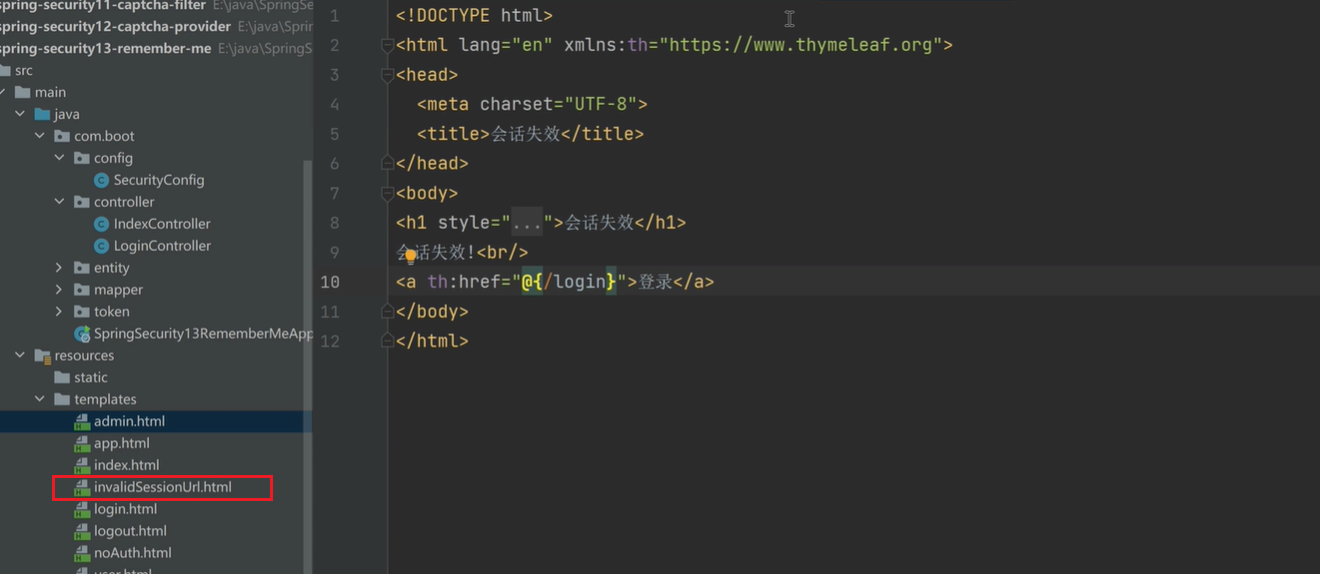 spring-security11-captcha-filter E:\java\SpringSe
spring-security12-captcha-provider E:\java\Spring
spring-security13-remember-me E:\java\SpringS
src
main
java
com.boot
config
SecurityConfig
controller
IndexController
LoginController
entity
mapper
token
SpringSecurity13RememberMeApp
resources
static
templates
admin.html
app.html
index.html
invalidSessionUrl.html
login.html
logout.html
noAuth.html
user.html
1 <!DOCTYPE html>
2 <html lang="en" xmlns:th="https://www.thymeleaf.org">
3 <head>
4 <meta charset="UTF-8">
5 <title>会话失效</title>
6 </head>
7 <body>
8 <h1 style="...">会话失效</h1>
9 会话失效!<br/>
10 <a th:href="@{/login}">登录</a>
11 </body>
12 </html>